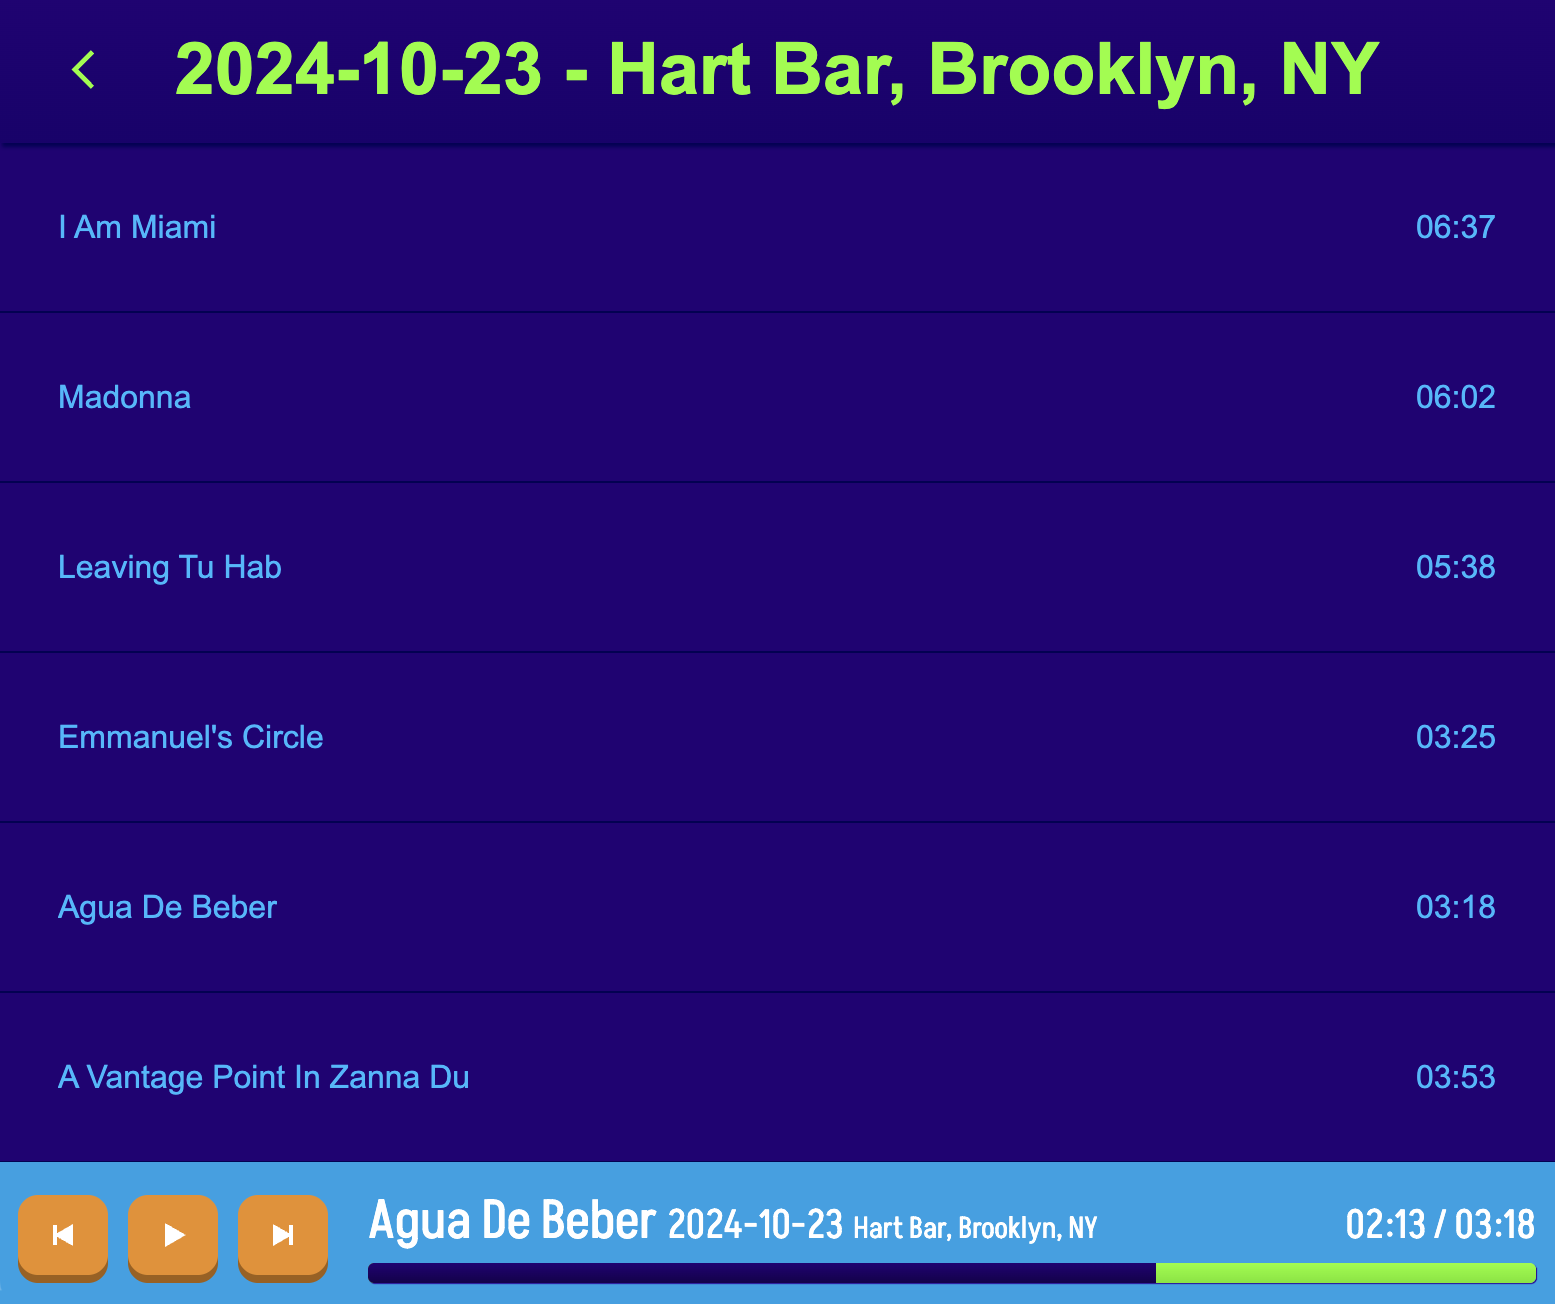 2024-10-23 - Hart Bar, Brooklyn, NY
I Am Miami 06:37
Madonna 06:02
Leaving Tu Hab 05:38
Emmanuel's Circle 03:25
Agua De Beber 03:18
A Vantage Point In Zanna Du 03:53
Agua De Beber 2024-10-23 Hart Bar, Brooklyn, NY 02:13 / 03:18